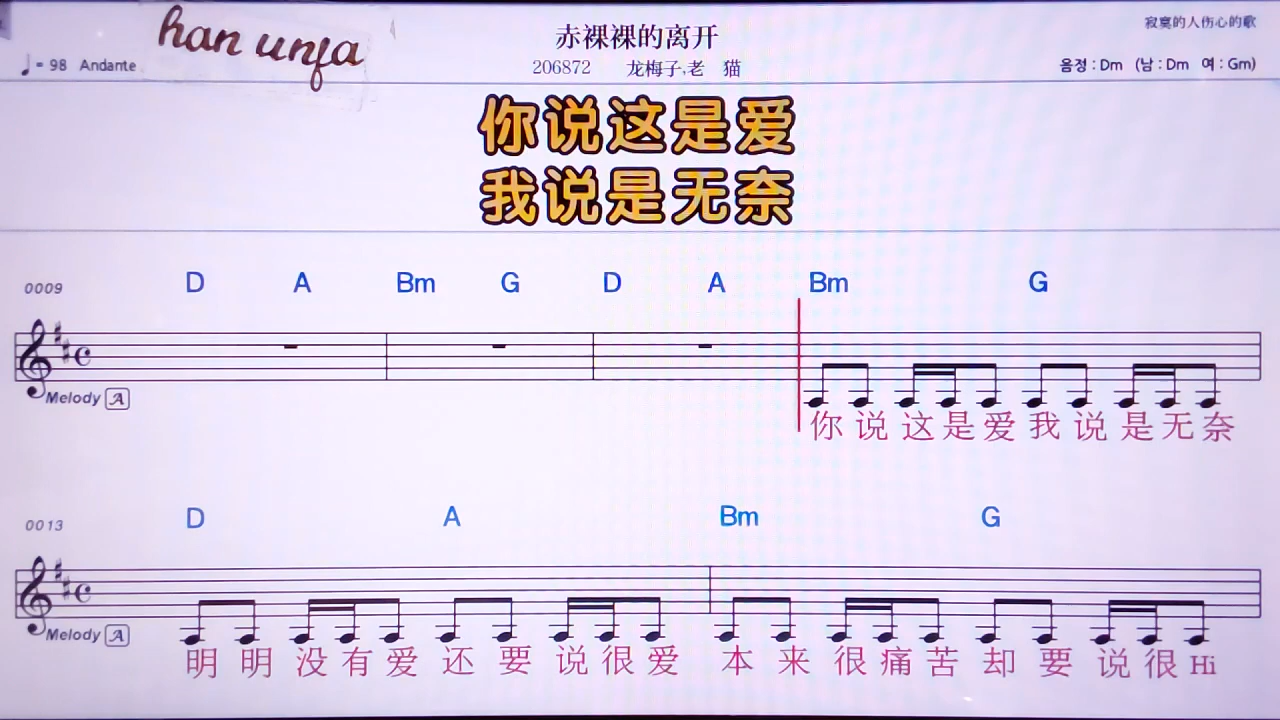 han unfa
赤裸裸的离开
寂寞的人伤心的歌
♩= 98 Andante
206872 龙梅子,老 猫
음정 : Dm (남 : Dm 여 : Gm)
你说这是爱
我说是无奈
0009 D A Bm G D A Bm G
Melody A
你 说 这 是 爱 我 说 是 无 奈
0013 D A Bm G
Melody A
明 明 没 有 爱 还 要 说 很 爱 本 来 很 痛 苦 却 要 说 很 Hi